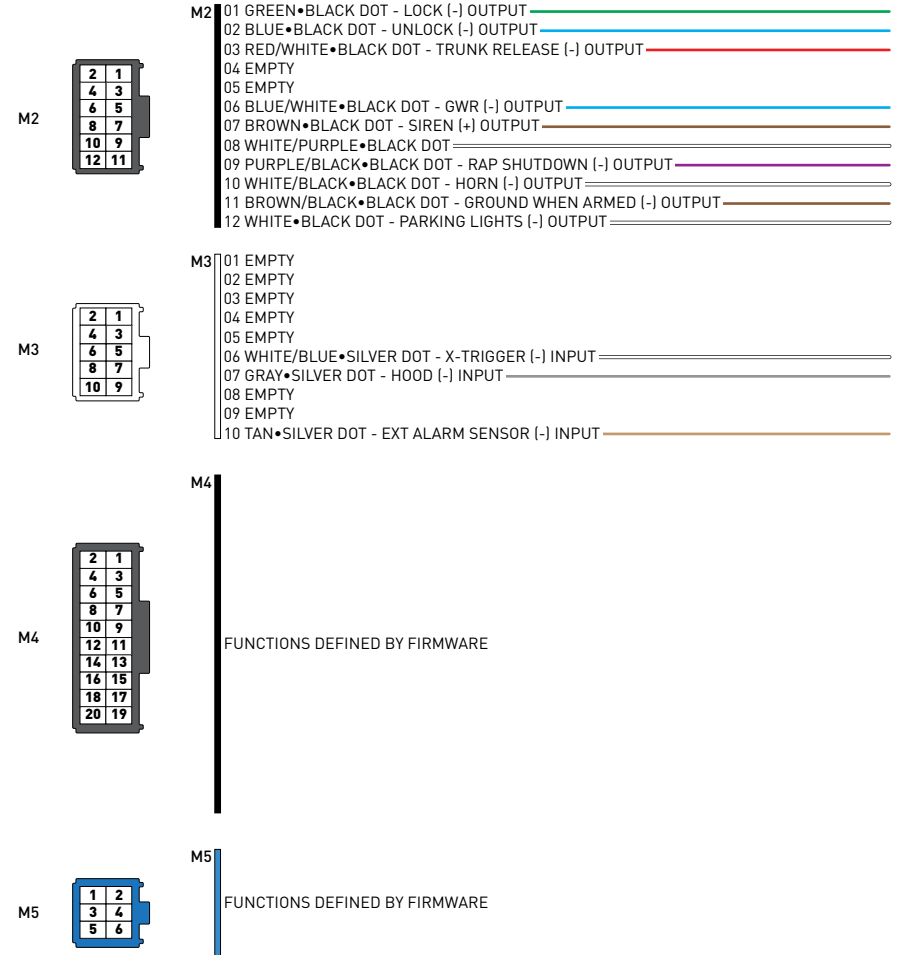 M2
01 GREEN•BLACK DOT - LOCK (-) OUTPUT
02 BLUE•BLACK DOT - UNLOCK (-) OUTPUT
03 RED/WHITE•BLACK DOT - TRUNK RELEASE (-) OUTPUT
04 EMPTY
05 EMPTY
06 BLUE/WHITE•BLACK DOT - GWR (-) OUTPUT
07 BROWN•BLACK DOT - SIREN (+) OUTPUT
08 WHITE/PURPLE•BLACK DOT
09 PURPLE/BLACK•BLACK DOT - RAP SHUTDOWN (-) OUTPUT
10 WHITE/BLACK•BLACK DOT - HORN (-) OUTPUT
11 BROWN/BLACK•BLACK DOT - GROUND WHEN ARMED (-) OUTPUT
12 WHITE•BLACK DOT - PARKING LIGHTS (-) OUTPUT
M2
2 1
4 3
6 5
8 7
10 9
12 11
M3
01 EMPTY
02 EMPTY
03 EMPTY
04 EMPTY
05 EMPTY
06 WHITE/BLUE•SILVER DOT - X-TRIGGER (-) INPUT
07 GRAY•SILVER DOT - HOOD (-) INPUT
08 EMPTY
09 EMPTY
10 TAN•SILVER DOT - EXT ALARM SENSOR (-) INPUT
M3
2 1
4 3
6 5
8 7
10 9
M4
FUNCTIONS DEFINED BY FIRMWARE
M4
2 1
4 3
6 5
8 7
10 9
12 11
14 13
16 15
18 17
20 19
M5
FUNCTIONS DEFINED BY FIRMWARE
M5
1 2
3 4
5 6